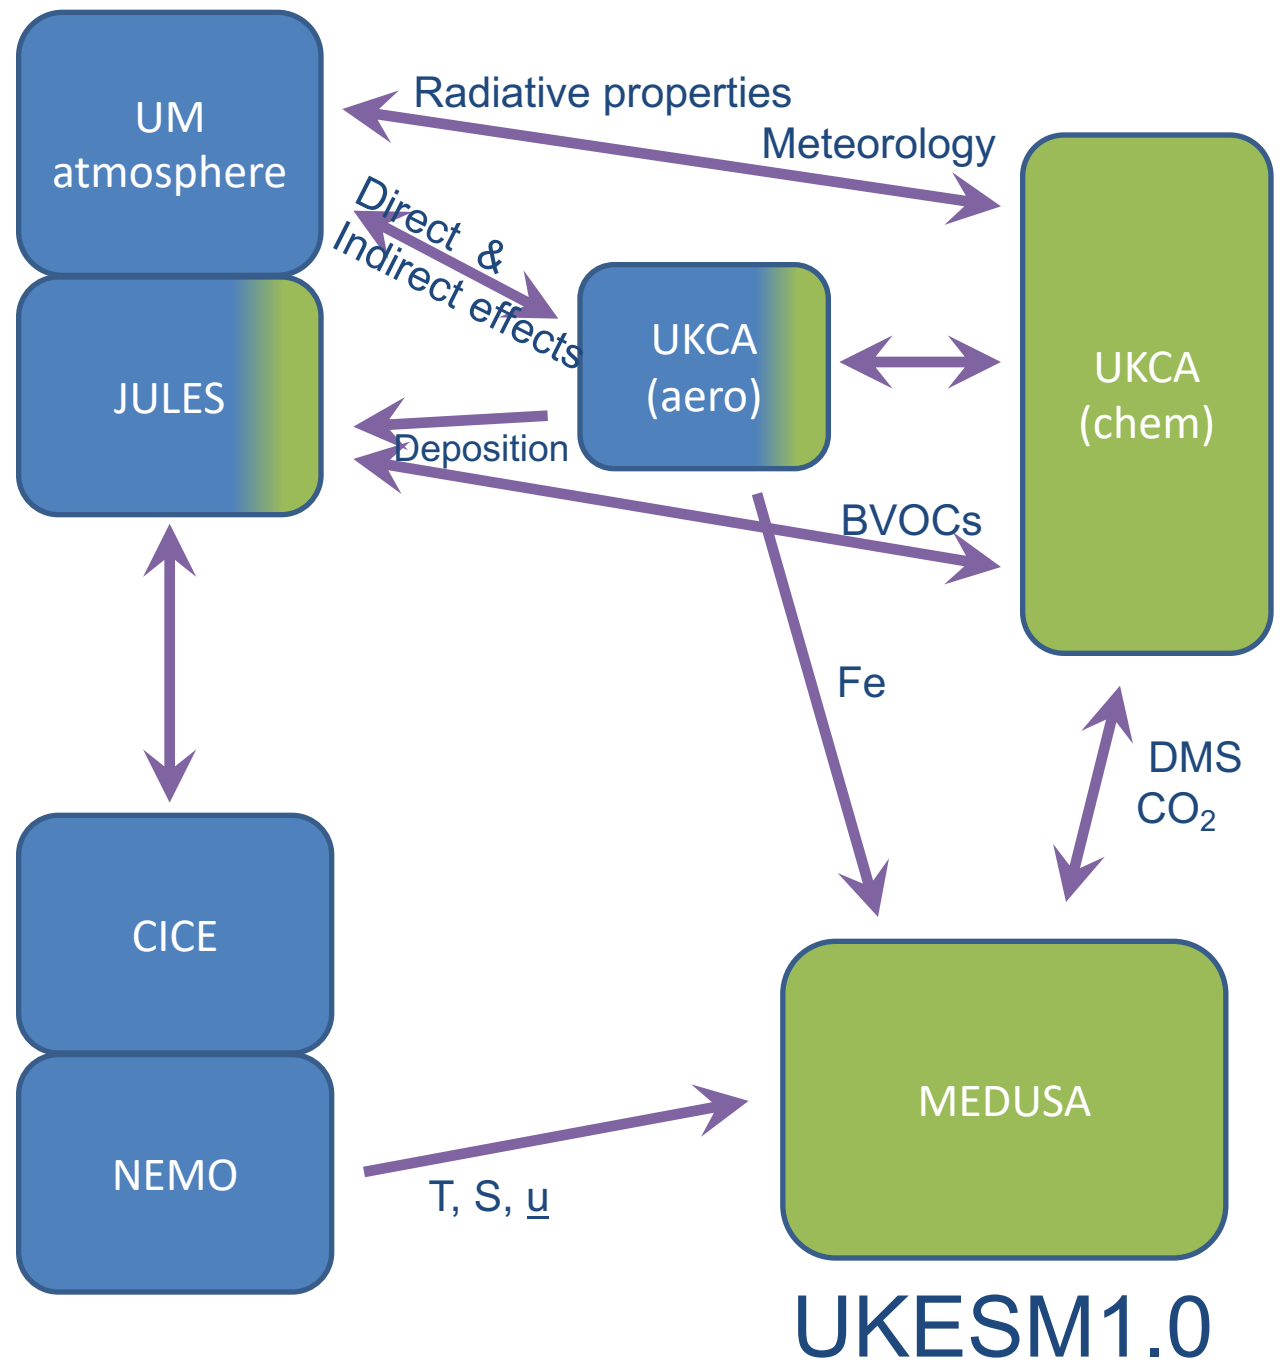 UM
atmosphere
Radiative properties
Meteorology
Direct &
Indirect effects
JULES
UKCA
(aero)
UKCA
(chem)
Deposition
BVOCs
Fe
DMS
CO₂
CICE
NEMO
MEDUSA
T, S, u
UKESM1.0